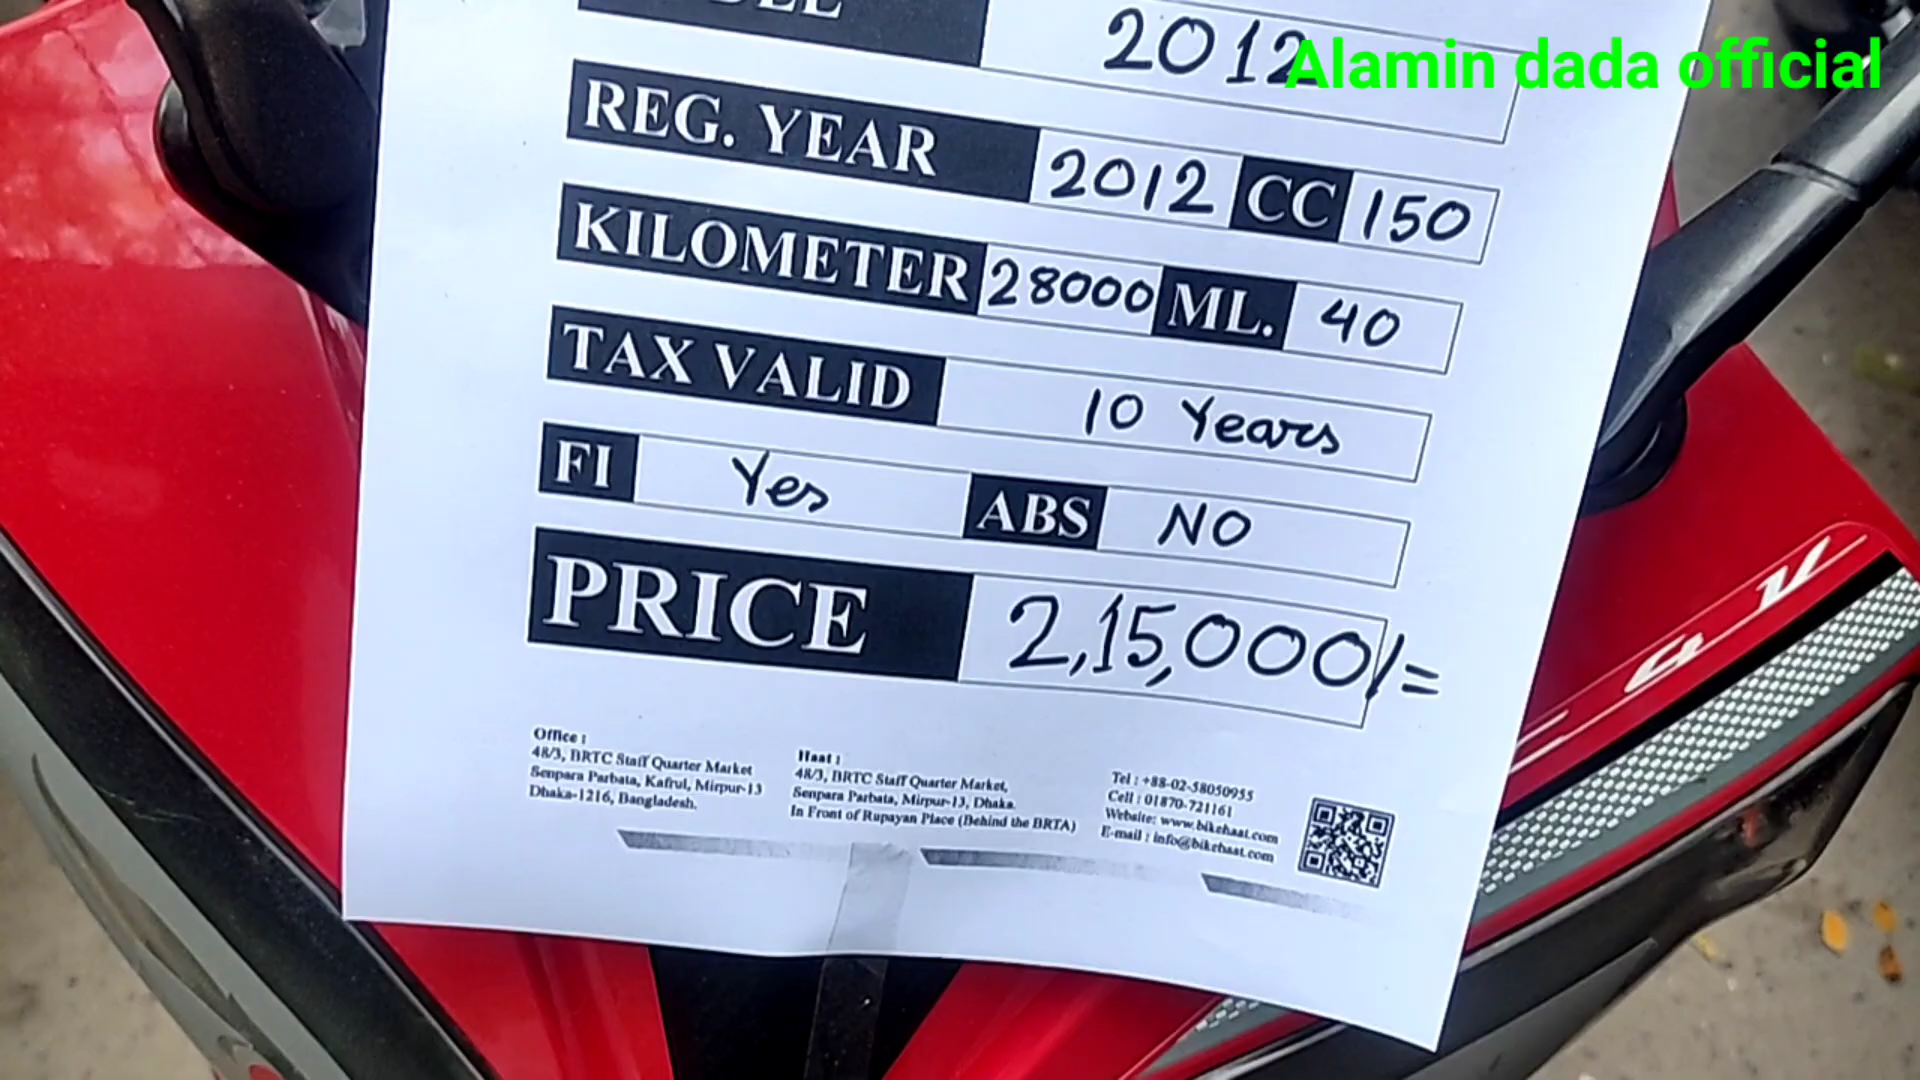 2012
Alamin dada official
REG. YEAR 2012 CC 150
KILOMETER 28000 ML. 40
TAX VALID 10 Years
FI Yes ABS NO
PRICE 2,15,000/=
Office :
48/3, BRTC Staff Quarter Market
Senpara Parbata, Kafrul, Mirpur-13
Dhaka-1216, Bangladesh.
Haat :
48/3, BRTC Staff Quarter Market,
Senpara Parbata, Mirpur-13, Dhaka.
In Front of Rupayan Place (Behind the BRTA)
Tel : +88-02-58050955
Cell : 01870-721161
Website: www.bikehaat.com
E-mail : info@bikehaat.com